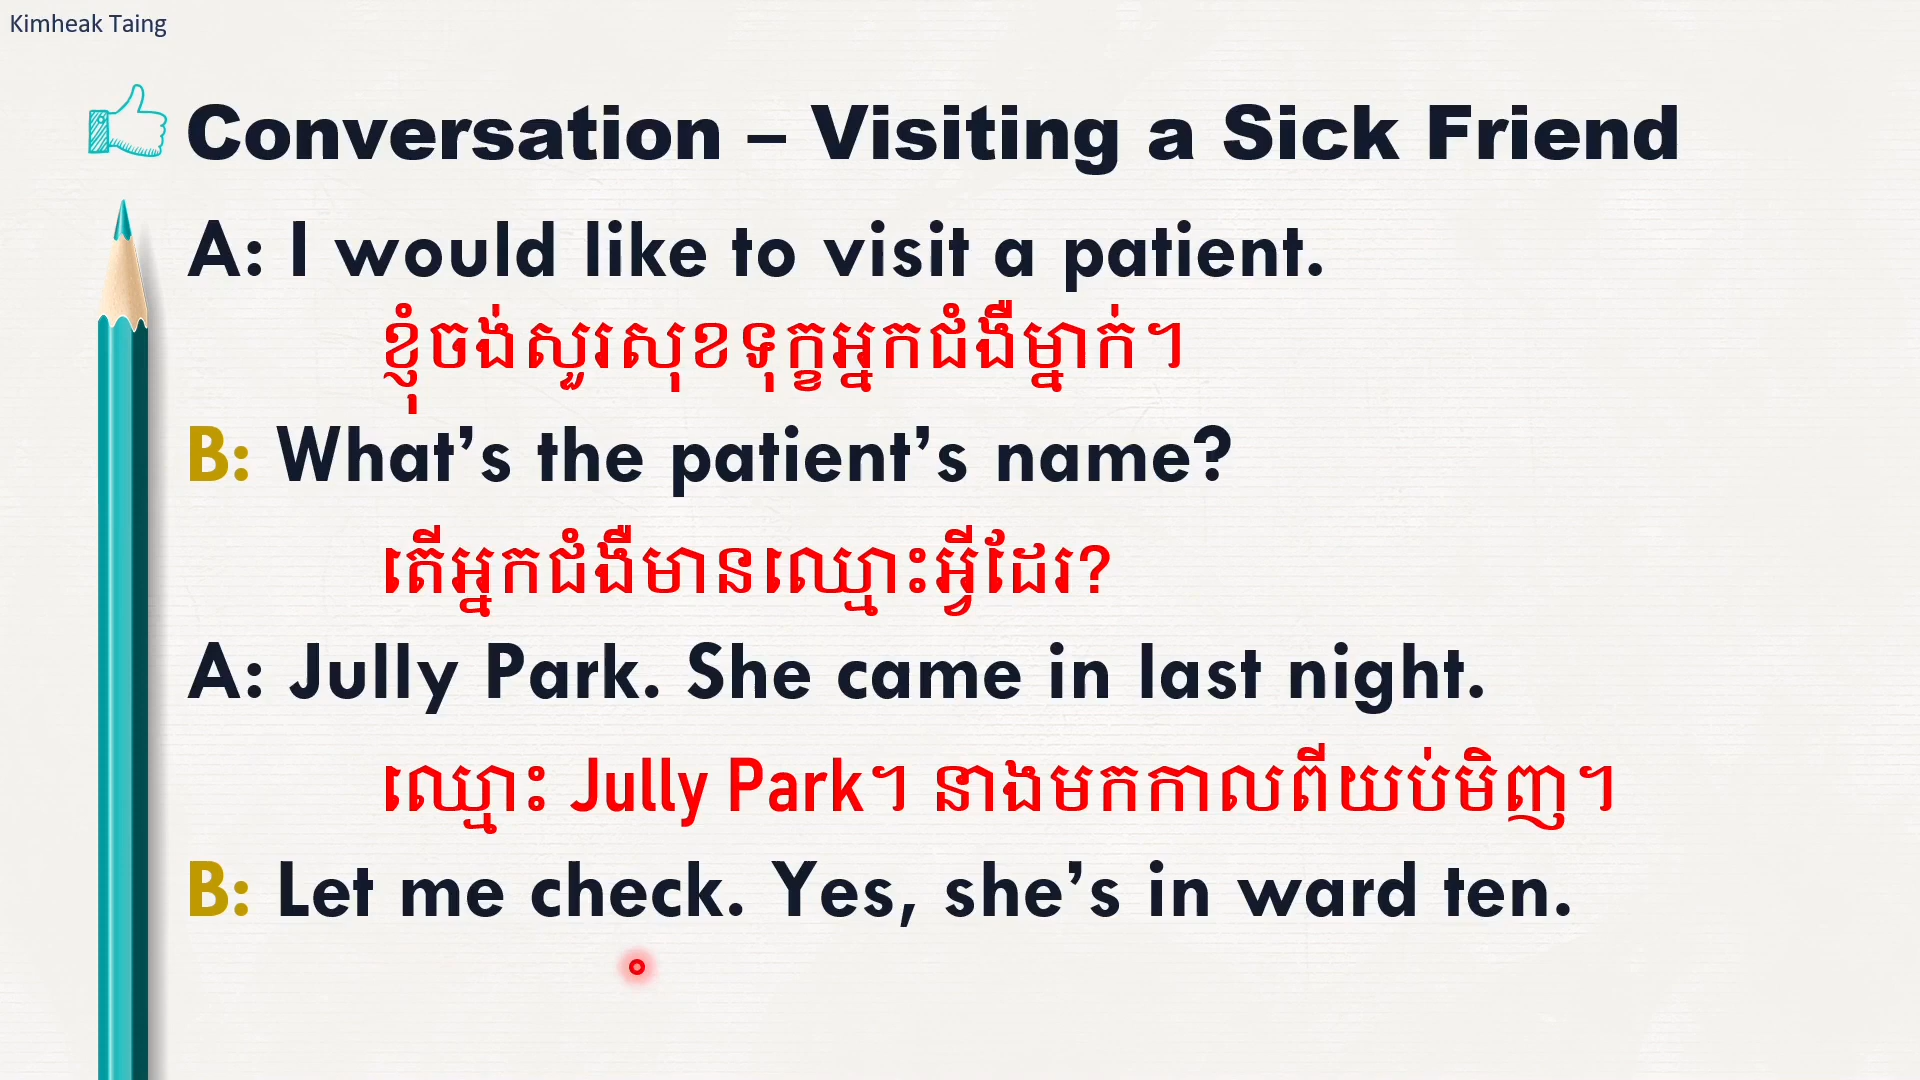 Kimheak Taing
Conversation – Visiting a Sick Friend
A: I would like to visit a patient.
ខ្ញុំចង់សួរសុខទុក្ខអ្នកជំងឺម្នាក់។
B: What’s the patient’s name?
តើអ្នកជំងឺមានឈ្មោះអ្វីដែរ?
A: Jully Park. She came in last night.
ឈ្មោះ Jully Park។ នាងមកកាលពីយប់មិញ។
B: Let me check. Yes, she’s in ward ten.